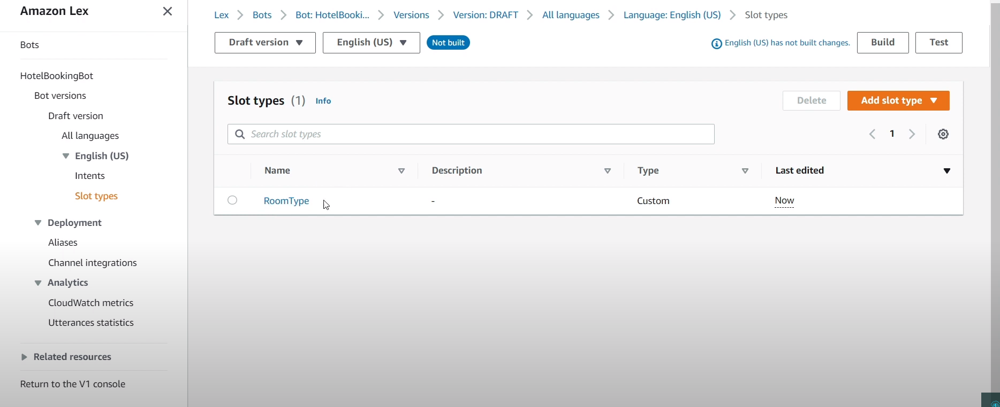 Amazon Lex
Bots
HotelBookingBot
Bot versions
Draft version
All languages
English (US)
Intents
Slot types
Deployment
Aliases
Channel integrations
Analytics
CloudWatch metrics
Utterances statistics
Related resources
Return to the V1 console
Lex Bots Bot: HotelBooki... Versions Version: DRAFT All languages Language: English (US) Slot types
Draft version English (US) Not built English (US) has not built changes. Build Test
Slot types (1) Info Delete Add slot type
Search slot types 1
Name Description Type Last edited
RoomType - Custom Now